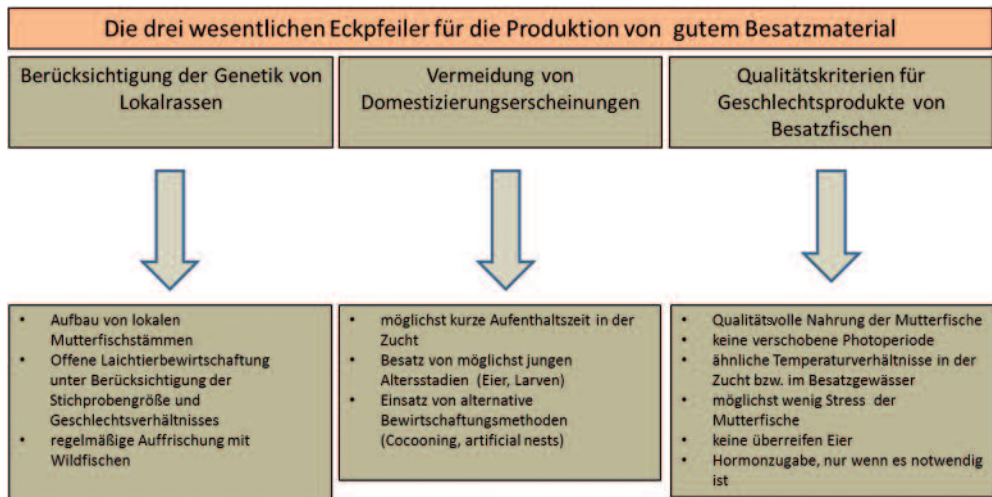 Die drei wesentlichen Eckpfeiler für die Produktion von gutem Besatzmaterial
Berücksichtigung der Genetik von
Lokalrassen
Vermeidung von
Domestizierungserscheinungen
Qualitätskriterien für
Geschlechtsprodukte von
Besatzfischen
• Aufbau von lokalen
Mutterfischstämmen
• Offene Laichtierbewirtschaftung
unter Berücksichtigung der
Stichprobengröße und
Geschlechtsverhältnisses
• regelmäßige Auffrischung mit
Wildfischen
• möglichst kurze Aufenthaltszeit in der
Zucht
• Besatz von möglichst jungen
Altersstadien (Eier, Larven)
• Einsatz von alternative
Bewirtschaftungsmethoden
(Cocooning, artificial nests)
• Qualitätsvolle Nahrung der Mutterfische
• keine verschobene Photoperiode
• ähnliche Temperaturverhältnisse in der
Zucht bzw. im Besatzgewässer
• möglichst wenig Stress der
Mutterfische
• keine überreifen Eier
• Hormonzugabe, nur wenn es notwendig
ist